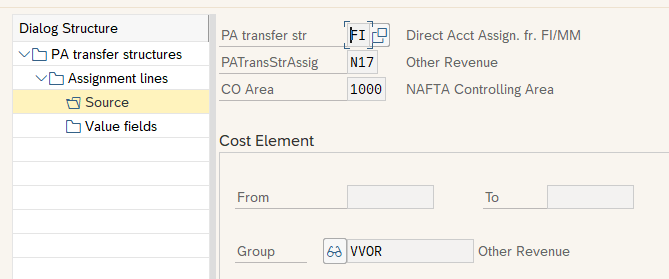 Dialog Structure
PA transfer structures
Assignment lines
Source
Value fields
PA transfer str FI Direct Acct Assign. fr. FI/MM
PATransStrAssig N17 Other Revenue
CO Area 1000 NAFTA Controlling Area
Cost Element
From To
Group VVOR Other Revenue